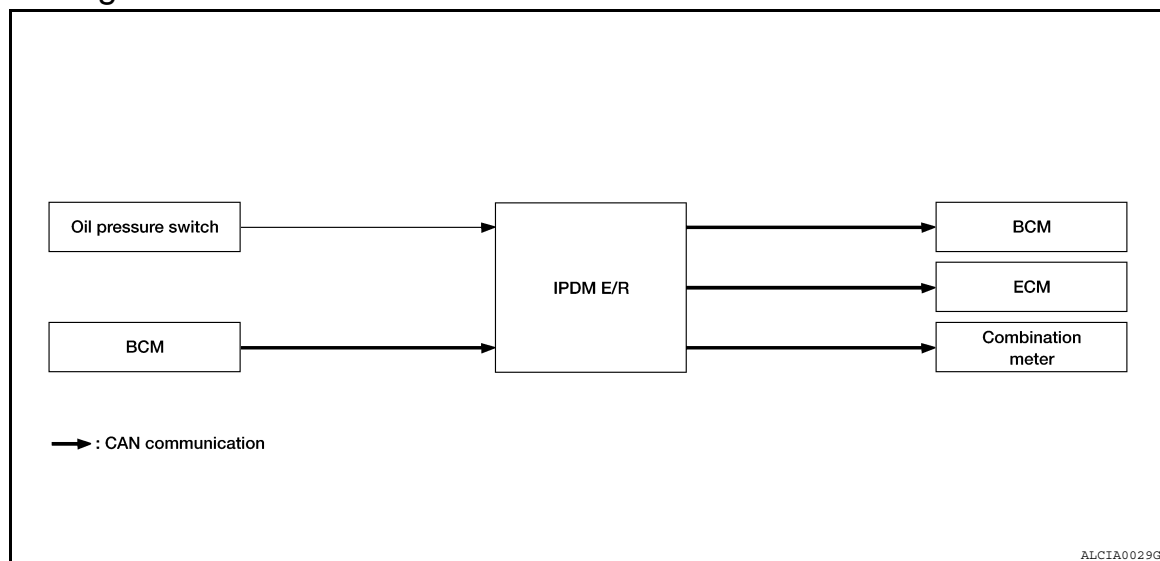 Oil pressure switch
BCM
IPDM E/R
BCM
ECM
Combination
meter
: CAN communication
ALCIA0029G